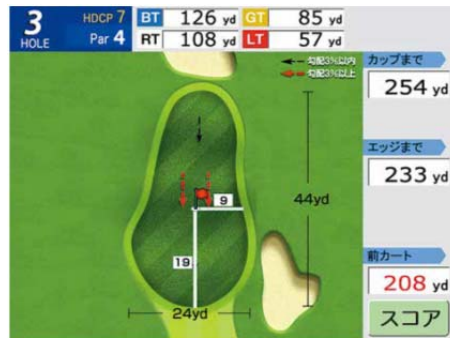 3
HOLE
HDCP 7
Par 4
BT 126 yd GT 85 yd
RT 108 yd LT 57 yd
勾配3%以内
勾配3%以上
カップまで
254 yd
エッジまで
233 yd
前カート
208 yd
スコア
9
44yd
19
24yd